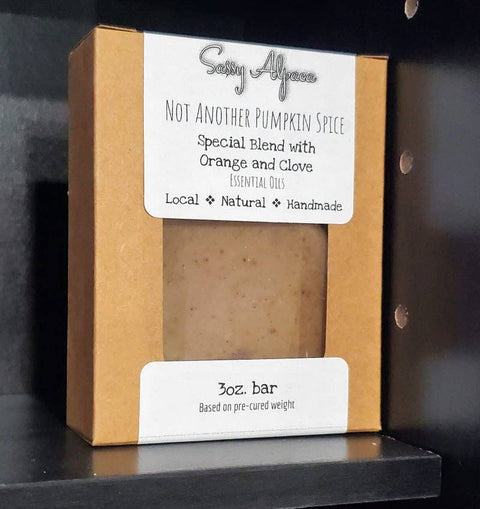 Sassy Alpaca
Not Another Pumpkin Spice
Special Blend with
Orange and Clove
Essential Oils
Local ❖ Natural ❖ Handmade
3oz. bar
Based on pre-cured weight